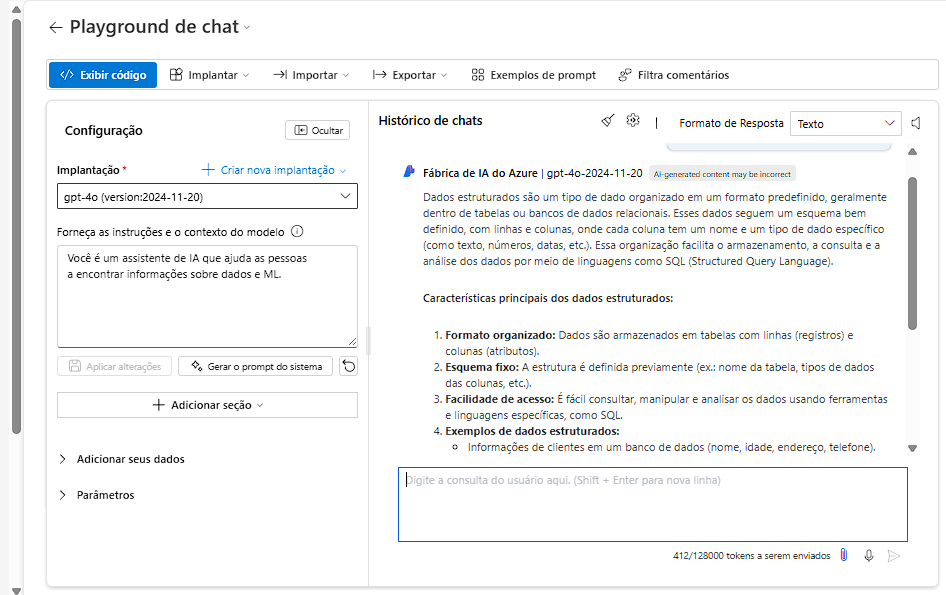 Playground de chat
Exibir código
Implantar
Importar
Exportar
Exemplos de prompt
Filtra comentários
Configuração
Ocultar
Implantação *
Criar nova implantação
gpt-4o (version:2024-11-20)
Forneça as instruções e o contexto do modelo
Você é um assistente de IA que ajuda as pessoas
a encontrar informações sobre dados e ML.
Aplicar alterações
Gerar o prompt do sistema
Adicionar seção
Adicionar seus dados
Parâmetros
Histórico de chats
Formato de Resposta
Texto
Fábrica de IA do Azure | gpt-4o-2024-11-20
AI-generated content may be incorrect
Dados estruturados são um tipo de dado organizado em um formato predefinido, geralmente
dentro de tabelas ou bancos de dados relacionais. Esses dados seguem um esquema bem
definido, com linhas e colunas, onde cada coluna tem um nome e um tipo de dado específico
(como texto, números, datas, etc.). Essa organização facilita o armazenamento, a consulta e a
análise dos dados por meio de linguagens como SQL (Structured Query Language).
Características principais dos dados estruturados:
1. Formato organizado: Dados são armazenados em tabelas com linhas (registros) e
colunas (atributos).
2. Esquema fixo: A estrutura é definida previamente (ex.: nome da tabela, tipos de dados
das colunas, etc.).
3. Facilidade de acesso: É fácil consultar, manipular e analisar os dados usando ferramentas
e linguagens específicas, como SQL.
4. Exemplos de dados estruturados:
Informações de clientes em um banco de dados (nome, idade, endereço, telefone).
Digite a consulta do usuário aqui. (Shift + Enter para nova linha)
412/128000 tokens a serem enviados